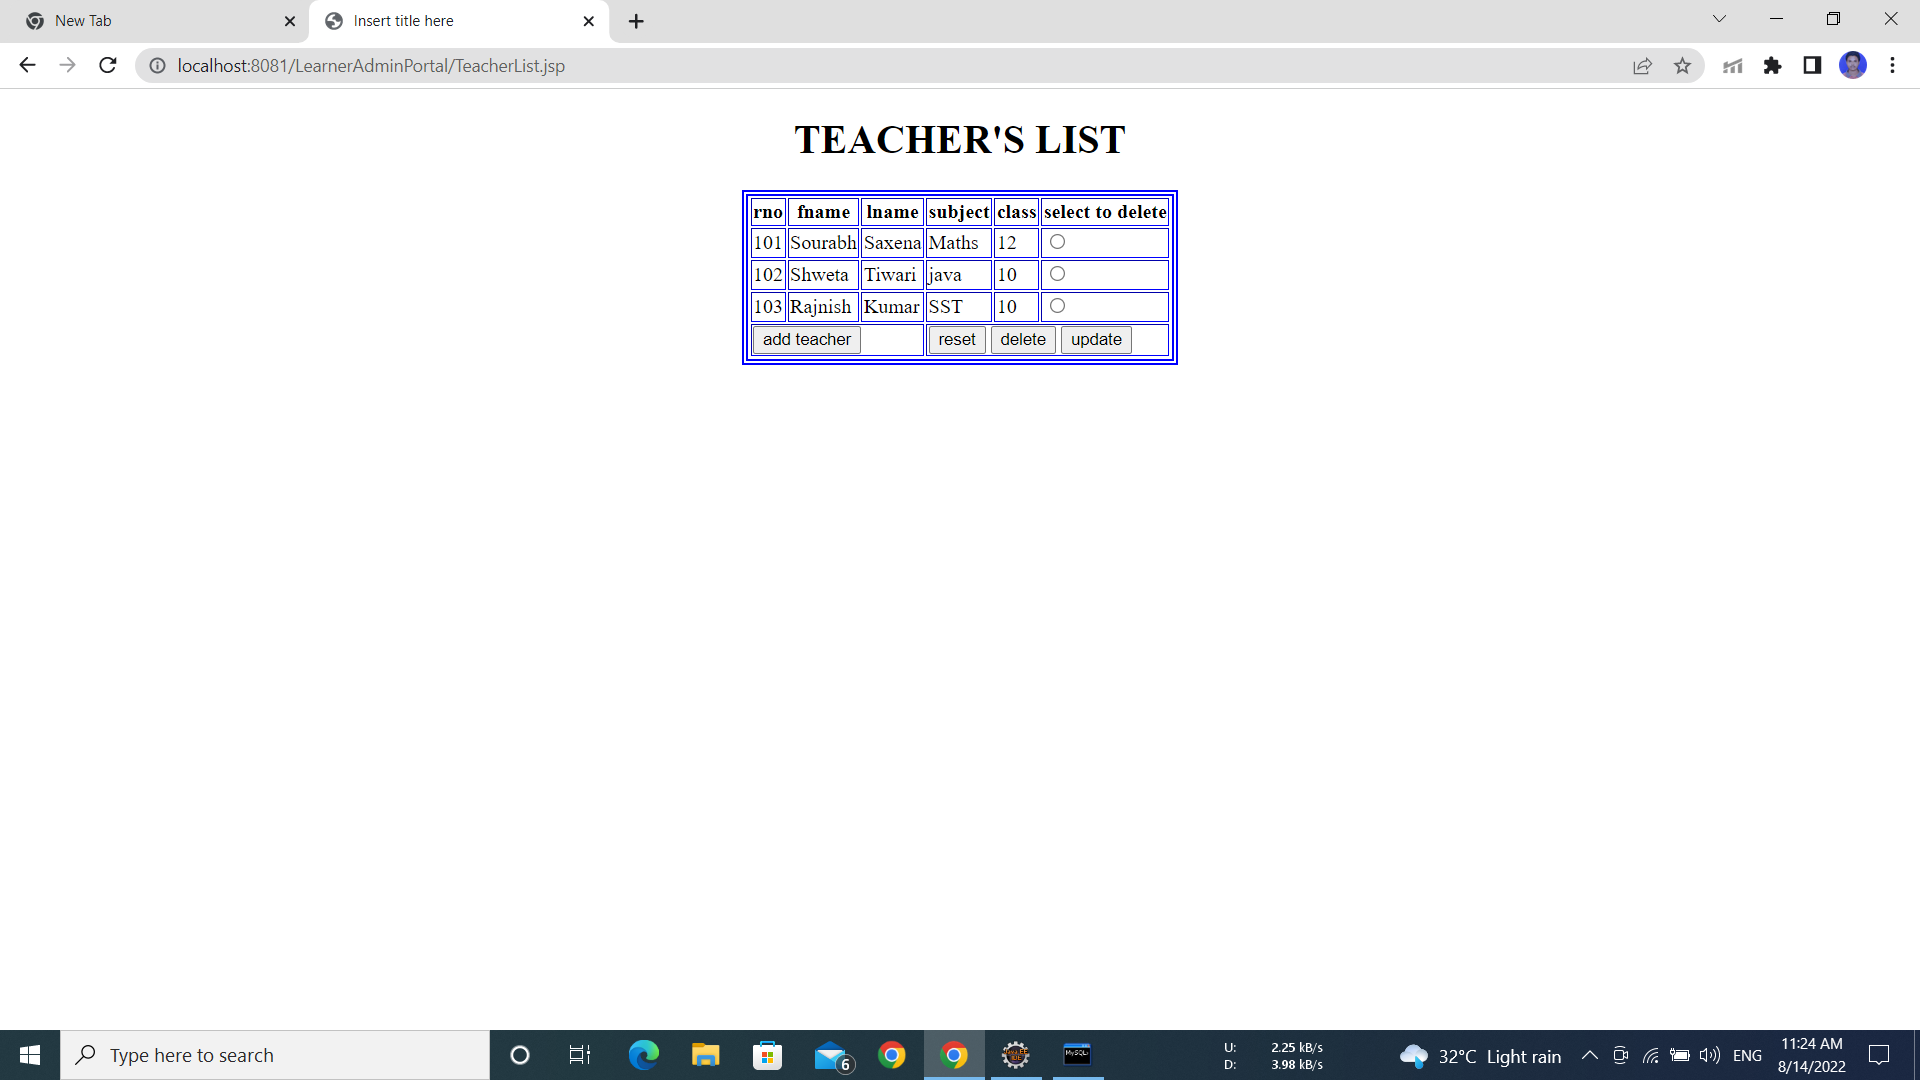 New Tab
Insert title here
localhost:8081/LearnerAdminPortal/TeacherList.jsp
TEACHER'S LIST
rno fname lname subject class select to delete
101 Sourabh Saxena Maths 12
102 Shweta Tiwari java 10
103 Rajnish Kumar SST 10
add teacher reset delete update
Type here to search
6
MySQL
U: 2.25 kB/s
D: 3.98 kB/s
32°C Light rain
ENG
11:24 AM
8/14/2022